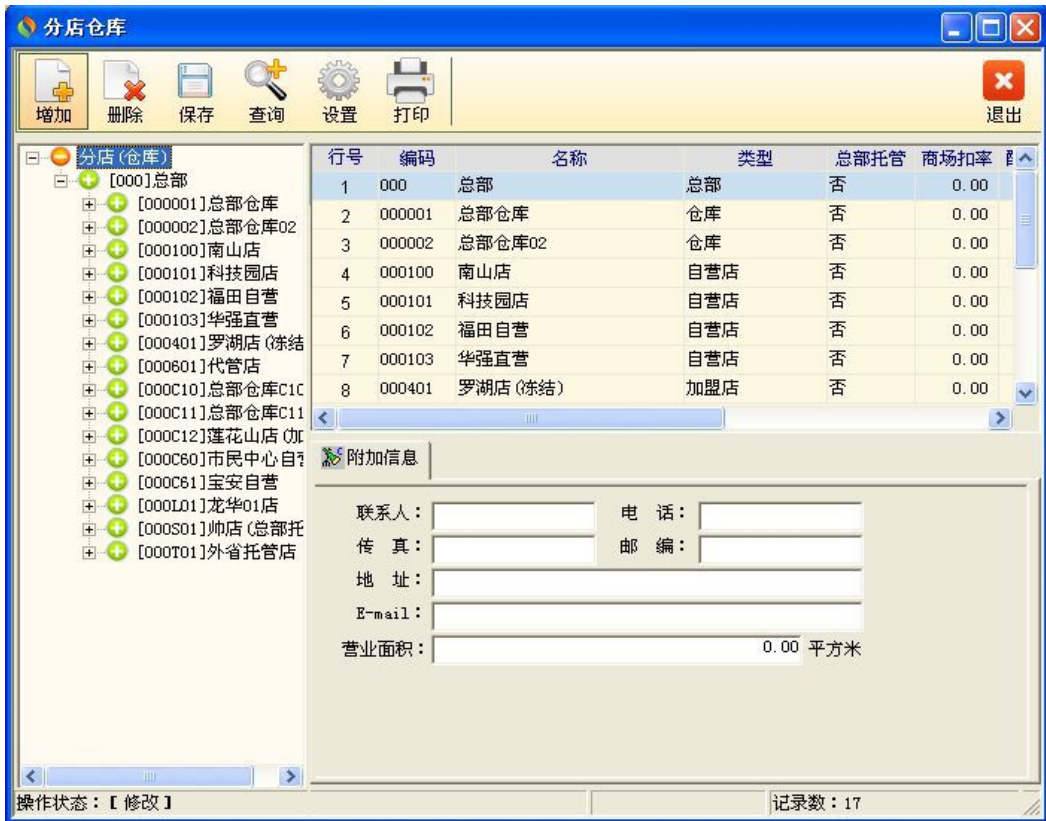 分店仓库
增加 删除 保存 查询 设置 打印 退出
分店(仓库)
[000]总部
[000001]总部仓库
[000002]总部仓库02
[000100]南山店
[000101]科技园店
[000102]福田自营
[000103]华强直营
[000401]罗湖店(冻结
[000601]代管店
[000C10]总部仓库C10
[000C11]总部仓库C11
[000C12]莲花山店(加
[000C60]市民中心自营
[000C61]宝安自营
[000L01]龙华01店
[000S01]帅店(总部托
[000T01]外省托管店
行号 编码 名称 类型 总部托管 商场扣率
1 000 总部 总部 否 0.00
2 000001 总部仓库 仓库 否 0.00
3 000002 总部仓库02 仓库 否 0.00
4 000100 南山店 自营店 否 0.00
5 000101 科技园店 自营店 否 0.00
6 000102 福田自营 自营店 否 0.00
7 000103 华强直营 自营店 否 0.00
8 000401 罗湖店(冻结) 加盟店 否 0.00
附加信息
联系人： 电 话：
传 真： 邮 编：
地 址：
E-mail：
营业面积： 0.00 平方米
操作状态：【修改】 记录数：17